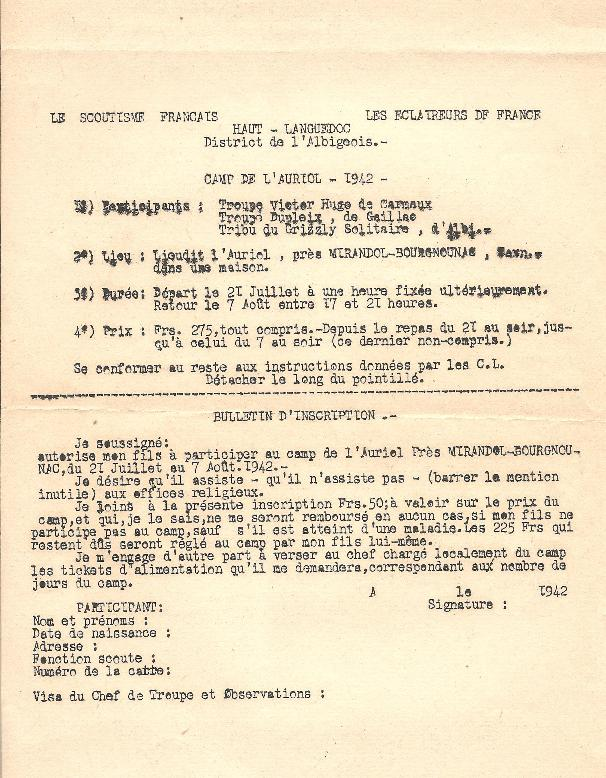 LE SCOUTISME FRANCAIS LES ECLAIREURS DE FRANCE
HAUT - LANGUEDOC
District de l'Albigeois.-
CAMP DE L'AURIOL - 1942 -
1°) Participants : Troupe Victor Hugo de Carmaux
Troupe Dupleix , de Gaillac
Tribu du Grizzly Solitaire , d'Albi.-
2°) Lieu : Lieudit l'Auriol , près MIRANDOL-BOURGNOUNAC , Tarn.-
dans une maison.
3°) Durée: Départ le 21 Juillet à une heure fixée ultérieurement.
Retour le 7 Août entre 17 et 21 heures.
4°) Prix : Frs. 275,tout compris.-Depuis le repas du 21 au soir,jus-
qu'à celui du 7 au soir (ce dernier non-compris.)
Se conformer au reste aux instructions données par les C.L.
Détacher le long du pointillé.
BULLETIN D'INSCRIPTION .-
Je soussigné:
autorise mon fils à participer au camp de l'Auriol Près MIRANDOL-BOURGNOU-
NAC,du 21 Juillet au 7 Août.1942.-
Je désire qu'il assiste - qu'il n'assiste pas - (barrer la mention
inutile) aux offices religieux.
Je joins à la présente inscription Frs.50;à valoir sur le prix du
camp,et qui,je le sais,ne me seront remboursé en aucun cas,si mon fils ne
participe pas au camp,sauf s'il est atteint d'une maladie.Les 225 Frs qui
restent dûs seront réglé au camp par mon fils lui-même.
Je m'engage d'autre part à verser au chef chargé localement du camp
les tickets d'alimentation qu'il me demandera,correspondant aux nombre de
jours du camp.
A le 1942
PARTICIPANT: Signature :
Nom et prénoms :
Date de naissance :
Adresse :
Fonction scoute :
Numéro de la carte:
Visa du Chef de Troupe et Observations :